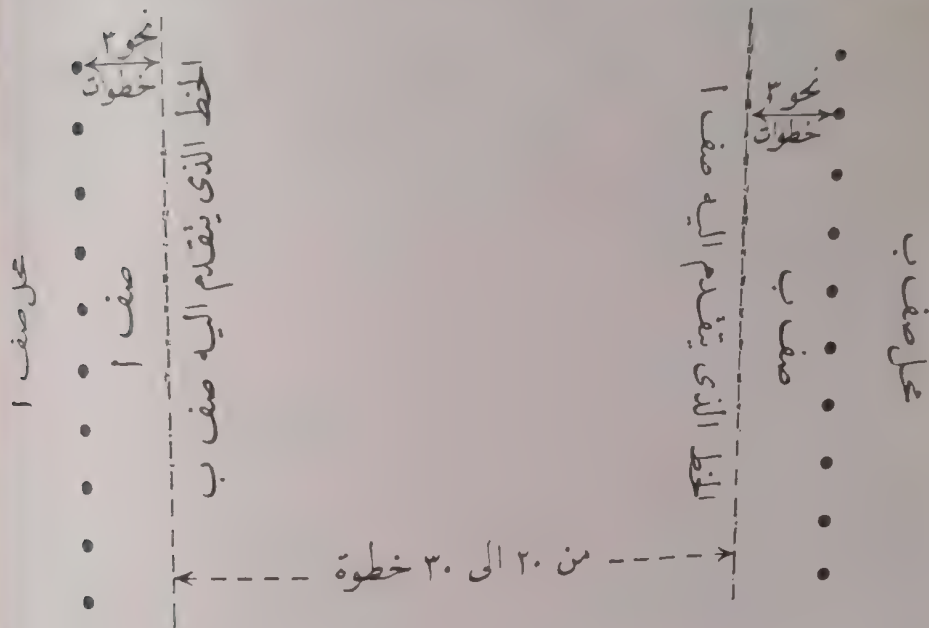 محل صف ب
نحو ٣
خطوات
صف ب
الخط الذى يتقدم اليه صف ا
من ٢٠ الى ٣٠ خطوة
الخط الذى يتقدم اليه صف ب
نحو ٣
خطوات
صف ا
محل صف ا